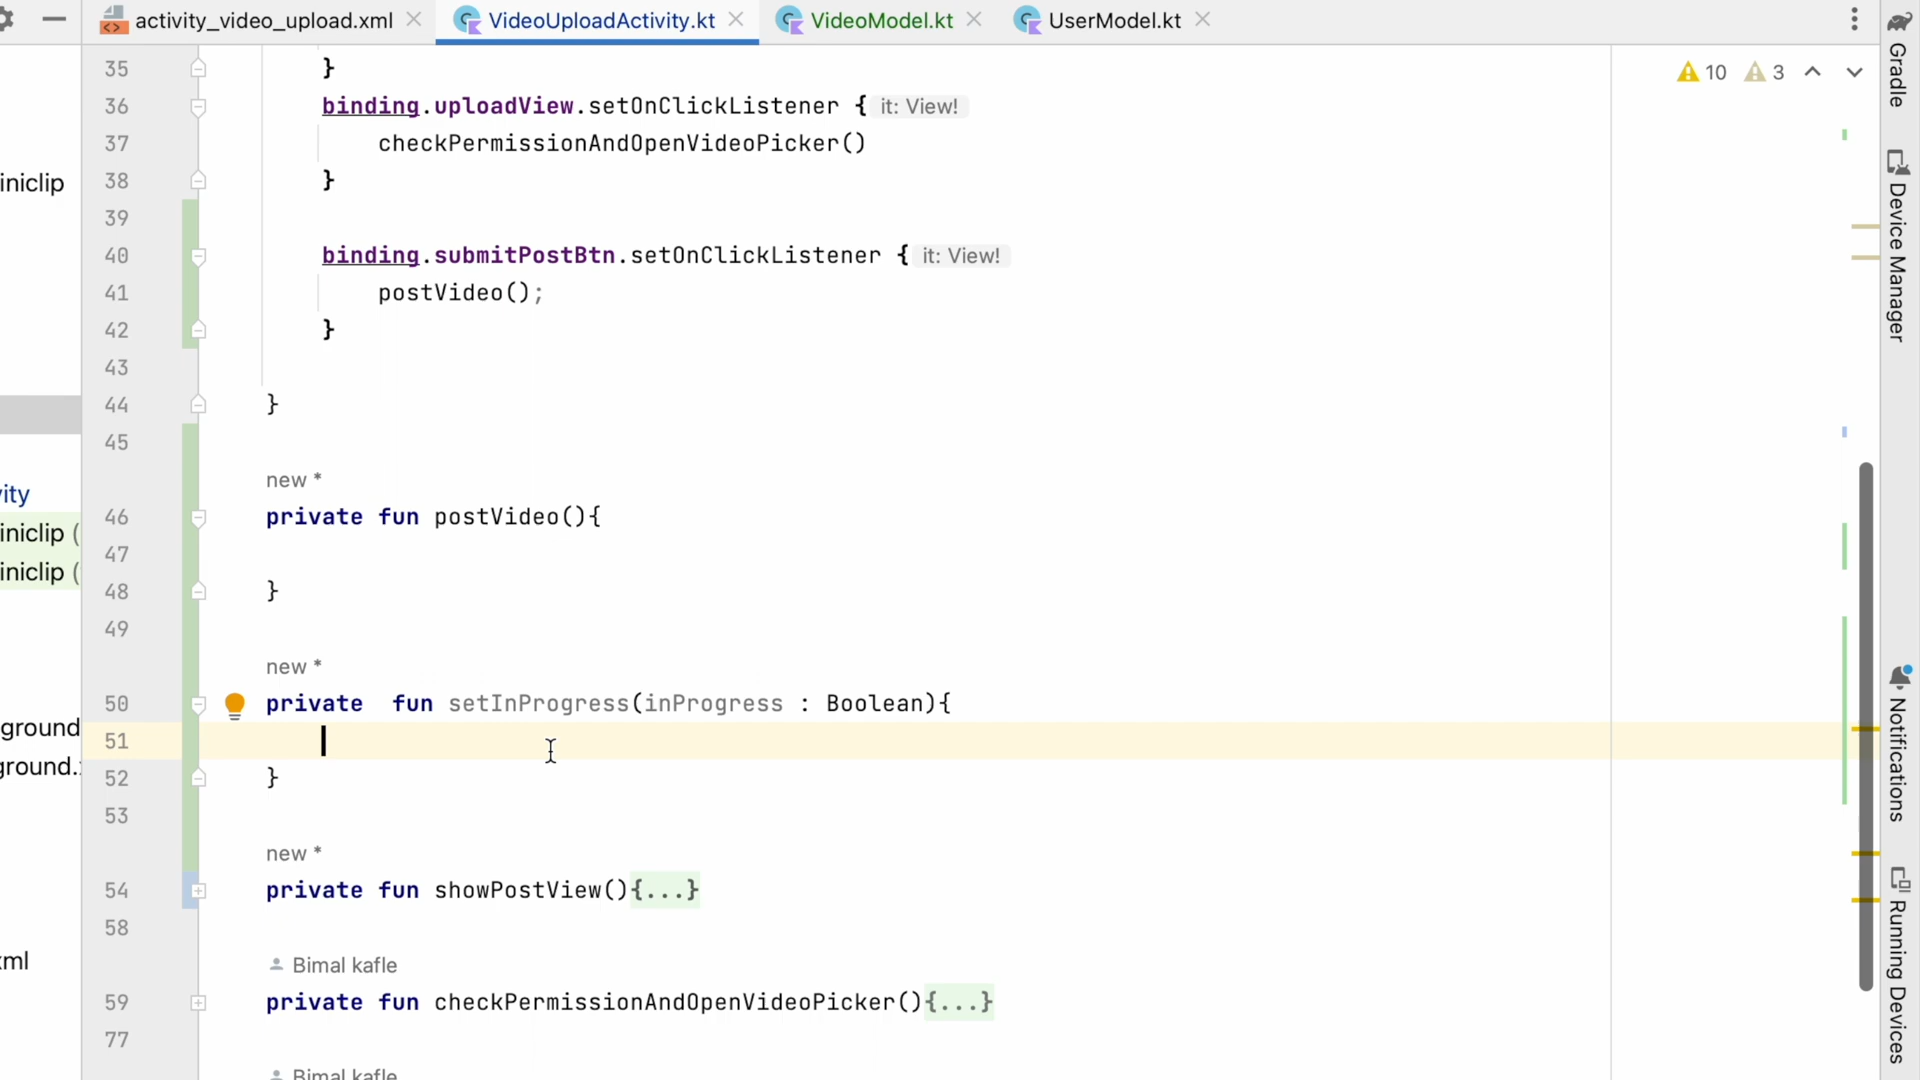 activity_video_upload.xml VideoUploadActivity.kt VideoModel.kt UserModel.kt
35 }
10 3
36 binding.uploadView.setOnClickListener { it: View!
37 checkPermissionAndOpenVideoPicker()
38 }
39
40 binding.submitPostBtn.setOnClickListener { it: View!
41 postVideo();
42 }
43
44 }
45
new *
46 private fun postVideo(){
47
48 }
49
new *
50 private  fun setInProgress(inProgress : Boolean){
51
52 }
53
new *
54 private fun showPostView(){...}
58
Bimal kafle
59 private fun checkPermissionAndOpenVideoPicker(){...}
77
Bimal kafle
iniclip
vity
iniclip (
iniclip (
ground
ground.x
xml
Gradle
Device Manager
Notifications
Running Devices